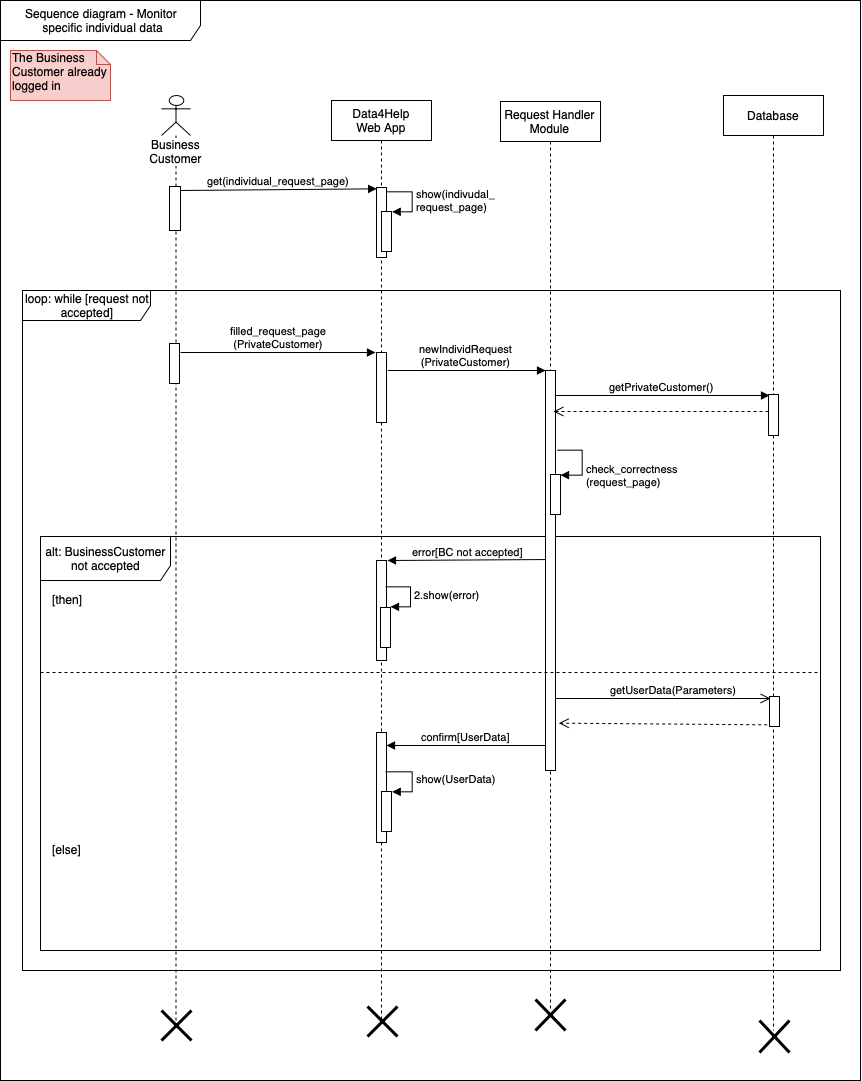 Sequence diagram - Monitor
specific individual data
The Business
Customer already
logged in
Business
Customer
Data4Help
Web App
Request Handler
Module
Database
get(individual_request_page)
show(indivudal_
request_page)
loop: while [request not
accepted]
filled_request_page
(PrivateCustomer)
newIndividRequest
(PrivateCustomer)
getPrivateCustomer()
check_correctness
(request_page)
alt: BusinessCustomer
not accepted
error[BC not accepted]
[then]
2.show(error)
getUserData(Parameters)
confirm[UserData]
show(UserData)
[else]